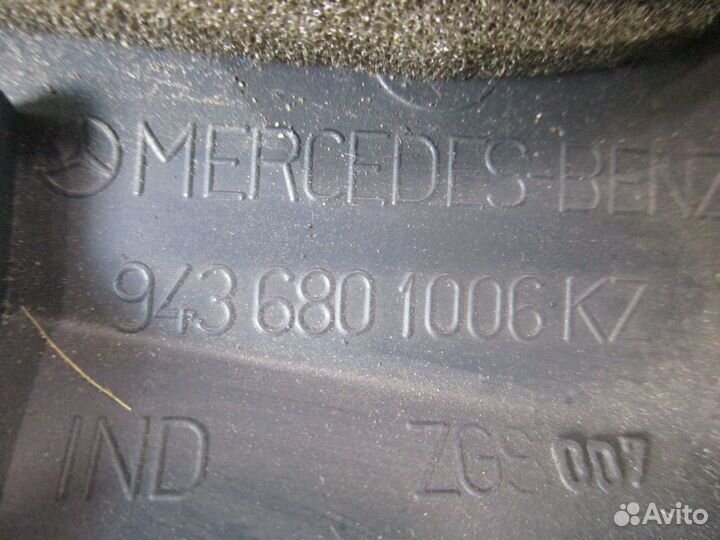 MERCEDES-BENZ
943 680 1006 KZ
IND ZGS 007
Avito